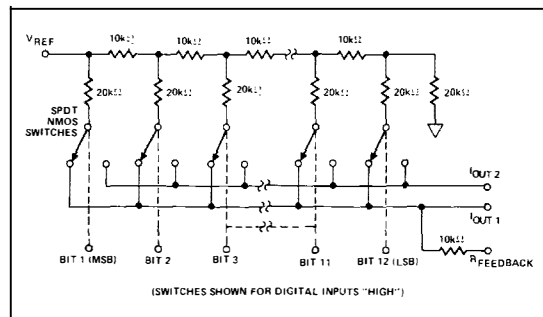 VREF
10kΩ 10kΩ 10kΩ 10kΩ
20kΩ 20kΩ 20kΩ 20kΩ 20kΩ 20kΩ
SPDT
NMOS
SWITCHES
IOUT 2
IOUT 1
10kΩ
RFEEDBACK
BIT 1 (MSB) BIT 2 BIT 3 BIT 11 BIT 12 (LSB)
(SWITCHES SHOWN FOR DIGITAL INPUTS "HIGH")